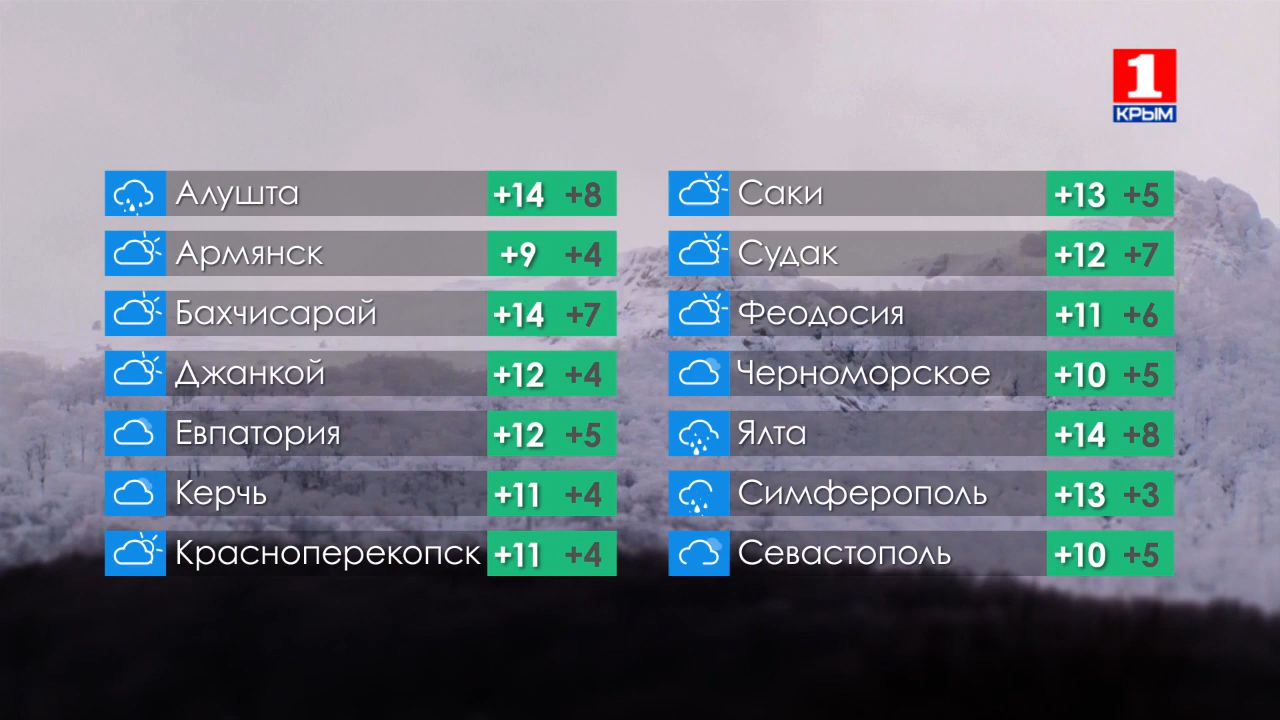 1
КРЫМ
Алушта +14 +8
Армянск +9 +4
Бахчисарай +14 +7
Джанкой +12 +4
Евпатория +12 +5
Керчь +11 +4
Красноперекопск +11 +4
Саки +13 +5
Судак +12 +7
Феодосия +11 +6
Черноморское +10 +5
Ялта +14 +8
Симферополь +13 +3
Севастополь +10 +5